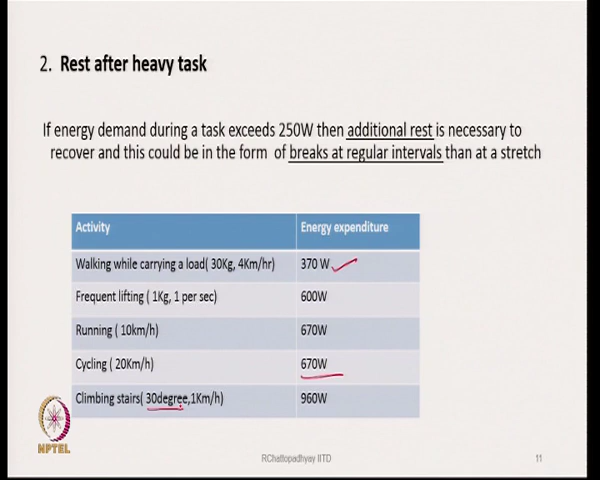 2. Rest after heavy task
If energy demand during a task exceeds 250W then additional rest is necessary to
recover and this could be in the form of breaks at regular intervals than at a stretch
Activity Energy expenditure
Walking while carrying a load( 30Kg, 4Km/hr) 370 W
Frequent lifting ( 1Kg, 1 per sec) 600W
Running ( 10km/h) 670W
Cycling ( 20Km/h) 670W
Climbing stairs( 30degree,1Km/h) 960W
NPTEL
RChattopadhyay IITD
11